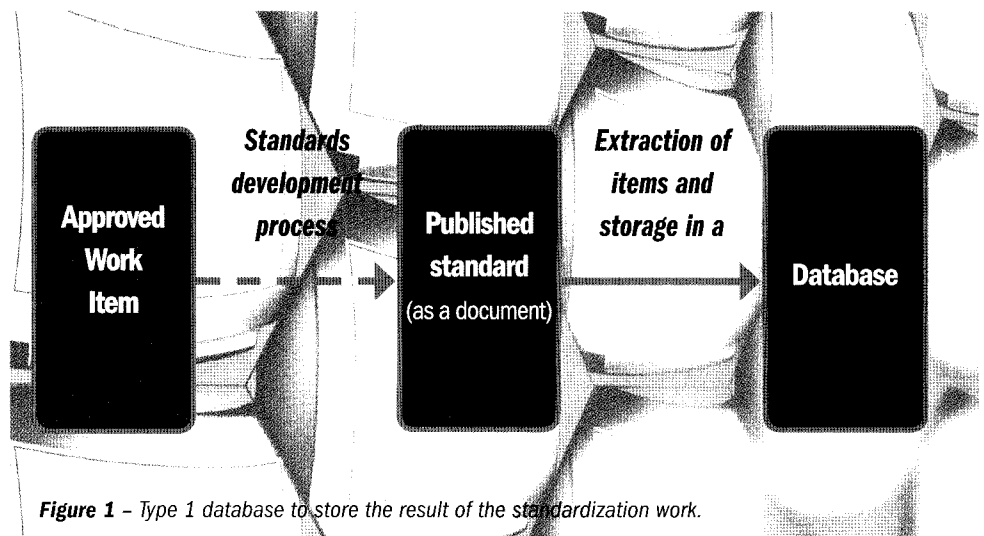 Approved
Work
Item
Standards
development
process
Published
standard
(as a document)
Extraction of
items and
storage in a
Database
Figure 1 – Type 1 database to store the result of the standardization work.